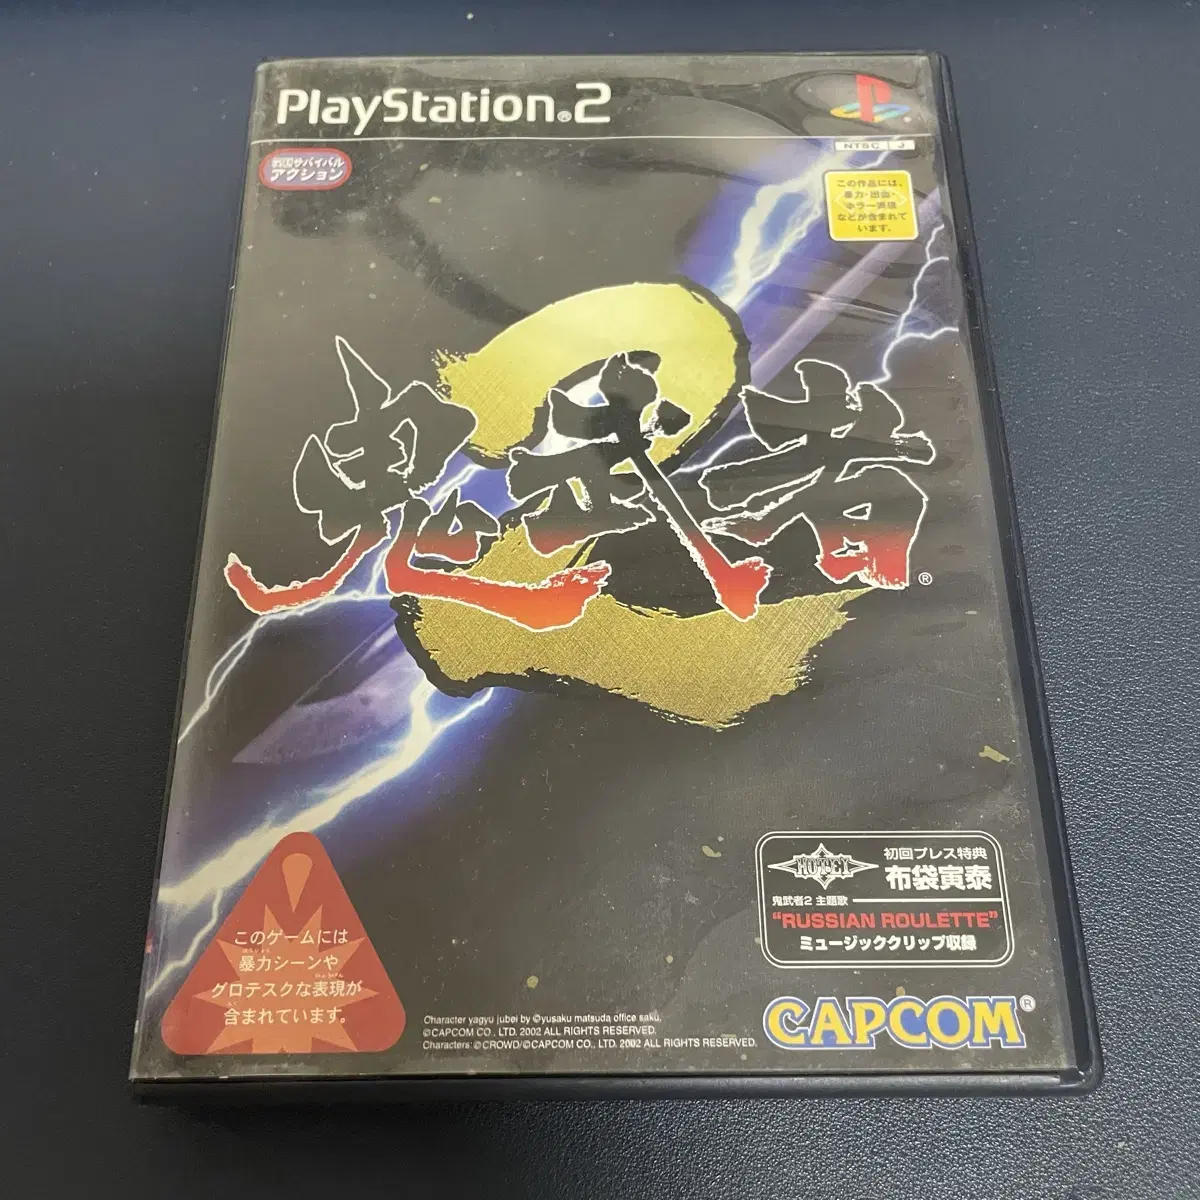 PlayStation®2
NTSC J
戦国サバイバル
アクション
この作品には、
暴力・出血・
ホラー表現
などが含まれて
います。
2
鬼武者®
初回プレス特典
HOTEI
布袋寅泰
鬼武者2 主題歌
"RUSSIAN ROULETTE"
ミュージッククリップ収録
このゲームには
暴力シーンや
グロテスクな表現が
含まれています。
Character yagyu jubei by ©yusaku matsuda office saku,
©CAPCOM CO., LTD. 2002 ALL RIGHTS RESERVED.
Characters: ©CROWD/©CAPCOM CO., LTD. 2002 ALL RIGHTS RESERVED.
CAPCOM®